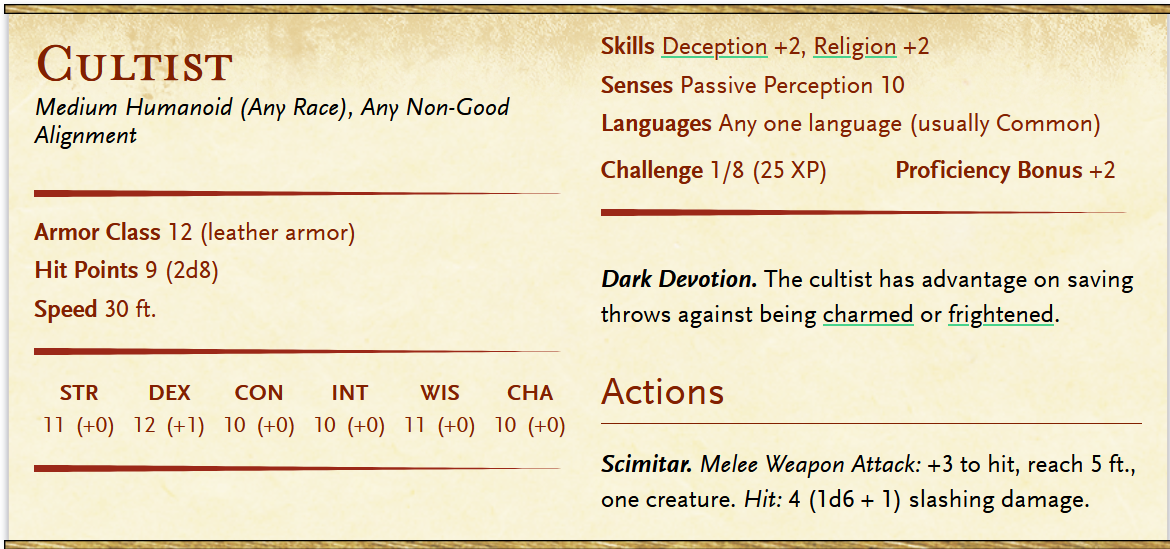 Cultist
Medium Humanoid (Any Race), Any Non-Good
Alignment
Armor Class 12 (leather armor)
Hit Points 9 (2d8)
Speed 30 ft.
STR DEX CON INT WIS CHA
11 (+0) 12 (+1) 10 (+0) 10 (+0) 11 (+0) 10 (+0)
Skills Deception +2, Religion +2
Senses Passive Perception 10
Languages Any one language (usually Common)
Challenge 1/8 (25 XP) Proficiency Bonus +2
Dark Devotion. The cultist has advantage on saving
throws against being charmed or frightened.
Actions
Scimitar. Melee Weapon Attack: +3 to hit, reach 5 ft.,
one creature. Hit: 4 (1d6 + 1) slashing damage.